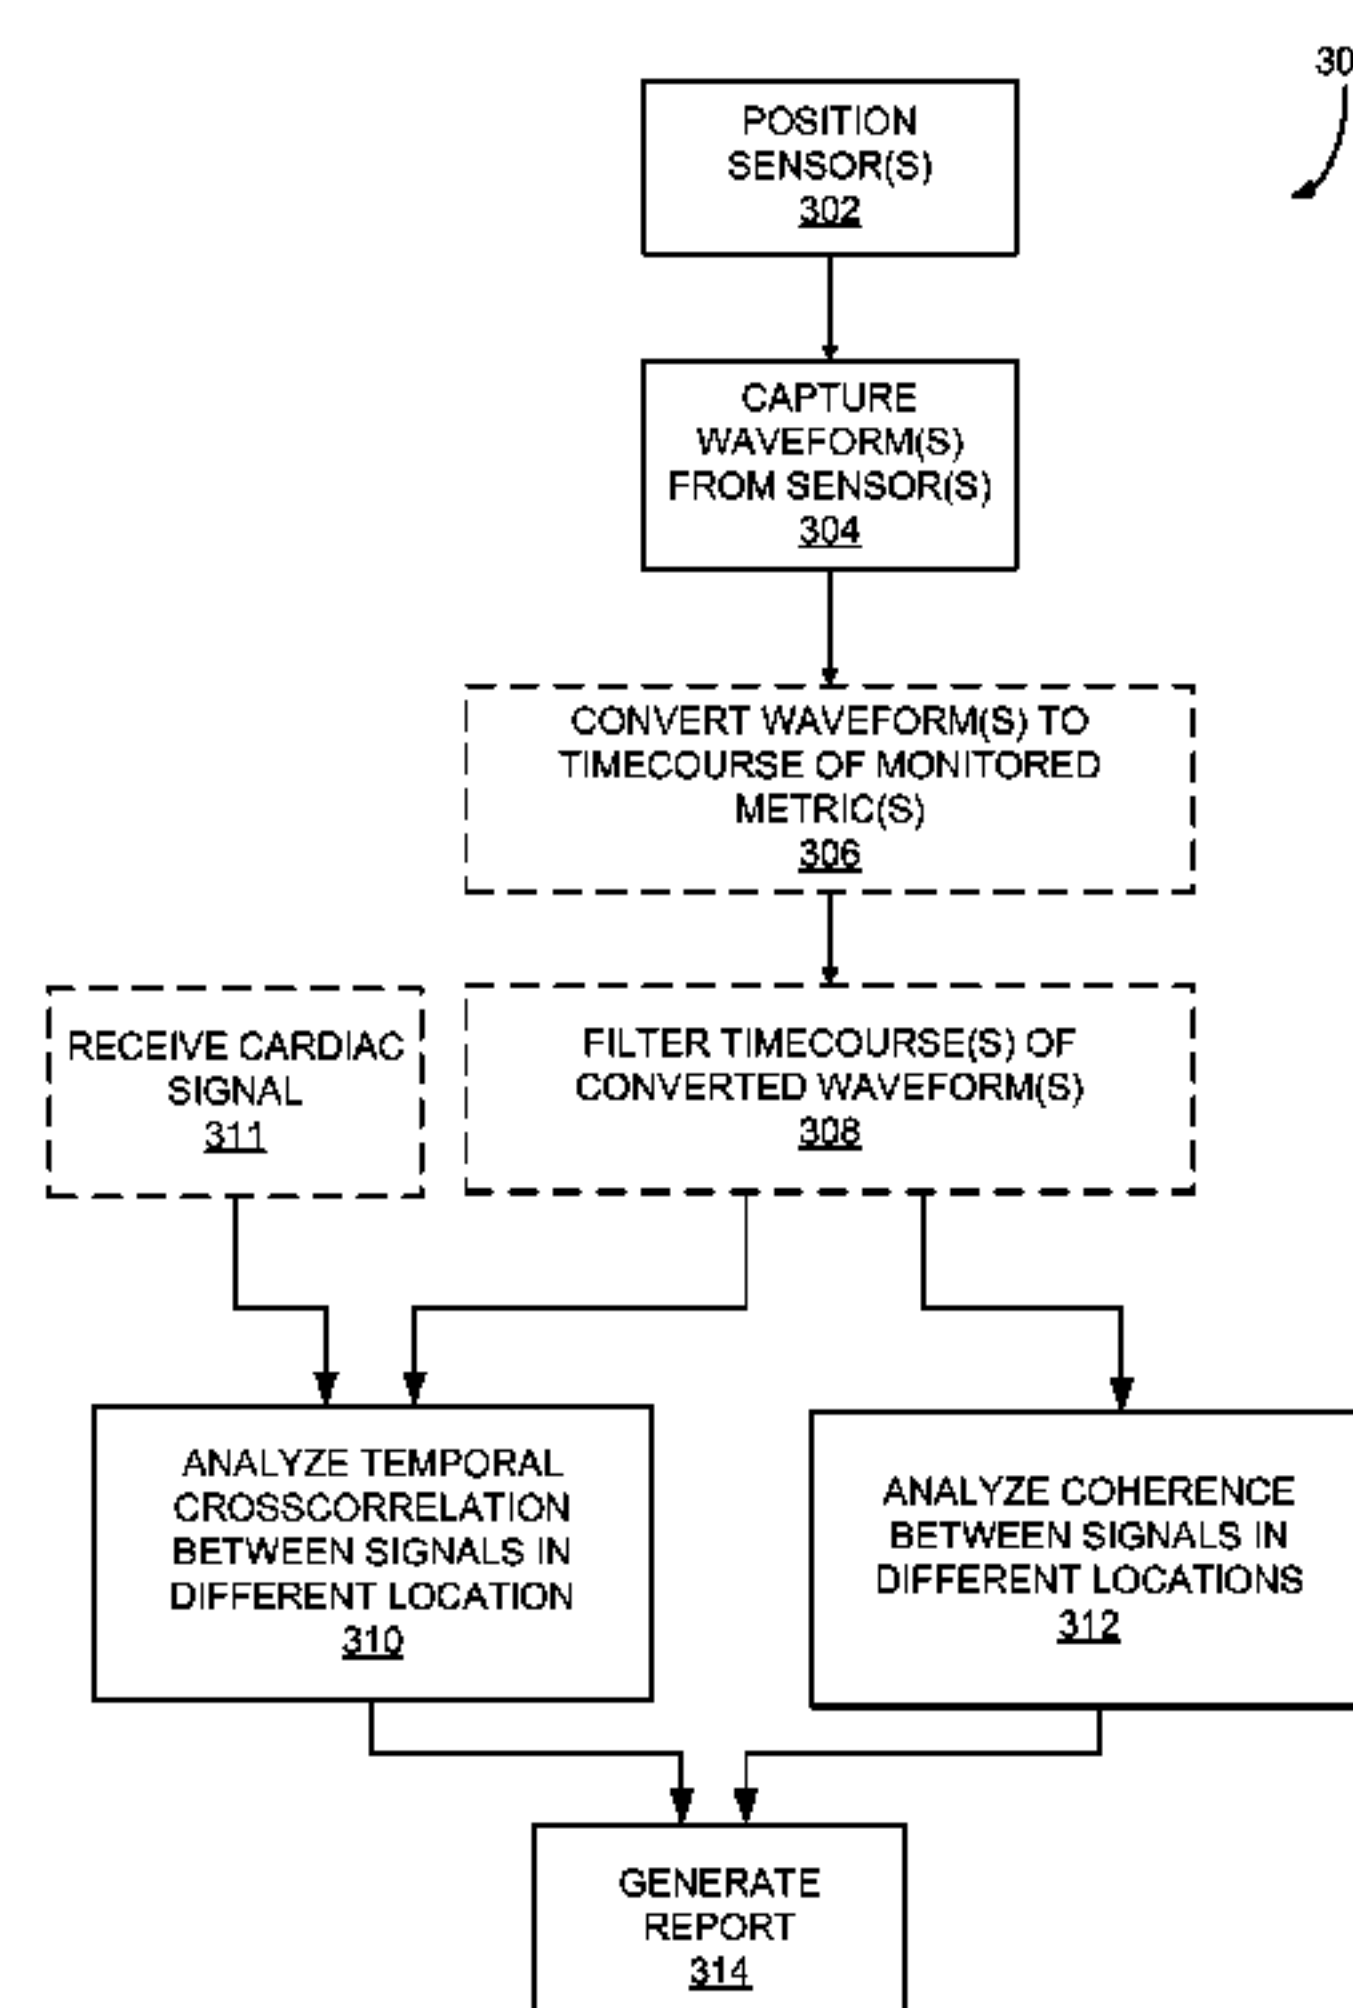 30
POSITION
SENSOR(S)
302
CAPTURE
WAVEFORM(S)
FROM SENSOR(S)
304
CONVERT WAVEFORM(S) TO
TIMECOURSE OF MONITORED
METRIC(S)
306
RECEIVE CARDIAC
SIGNAL
311
FILTER TIMECOURSE(S) OF
CONVERTED WAVEFORM(S)
308
ANALYZE TEMPORAL
CROSSCORRELATION
BETWEEN SIGNALS IN
DIFFERENT LOCATION
310
ANALYZE COHERENCE
BETWEEN SIGNALS IN
DIFFERENT LOCATIONS
312
GENERATE
REPORT
314